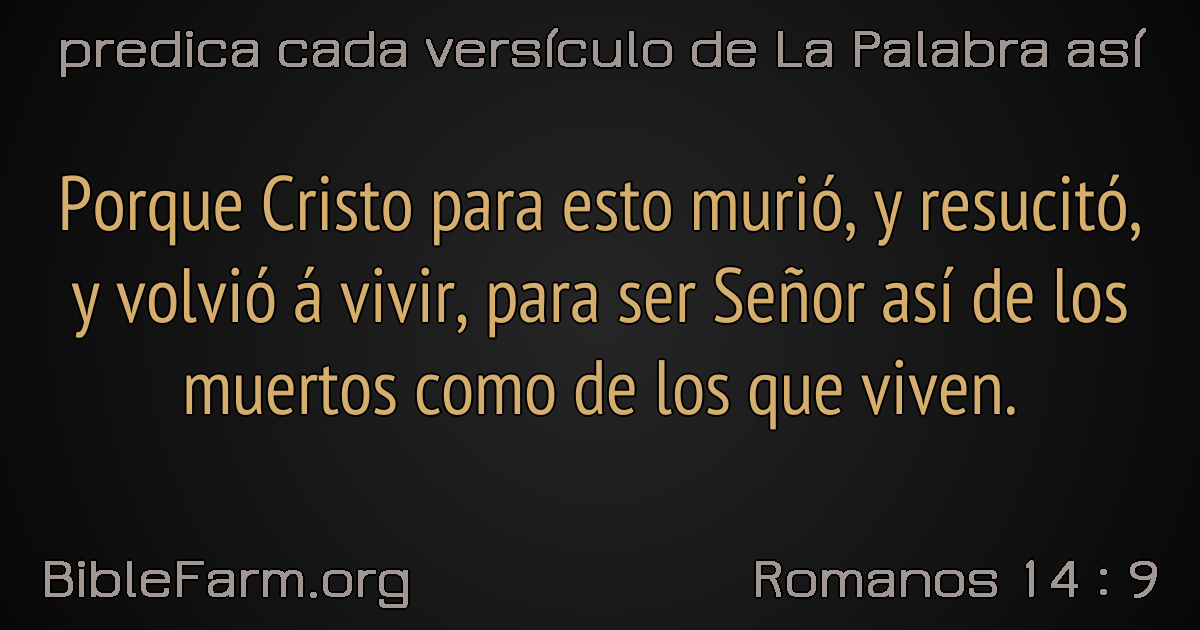 predica cada versículo de La Palabra así
Porque Cristo para esto murió, y resucitó,
y volvió á vivir, para ser Señor así de los
muertos como de los que viven.
BibleFarm.org
Romanos 14 : 9